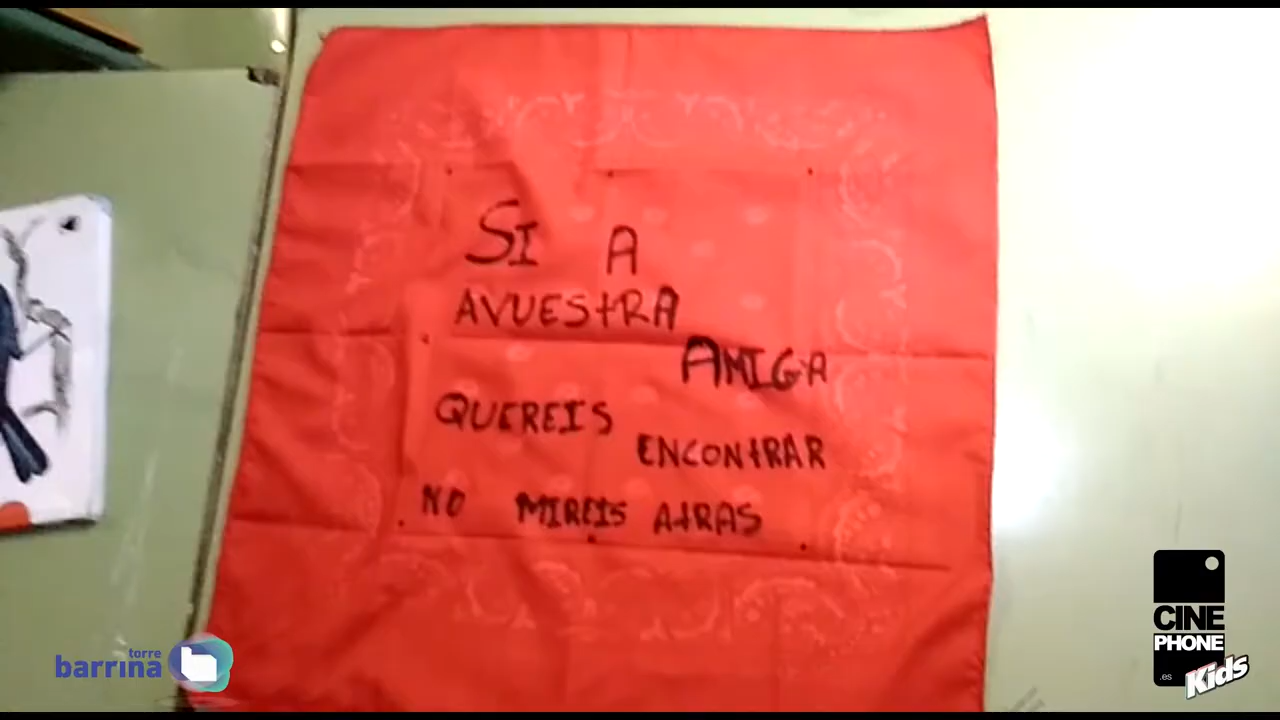 SI A
AVUEStRA
AMIGA
QUEREIS
ENCONtRAR
NO MIREIS AtRAS
torre
barrina
CINE
PHONE
.es
Kids